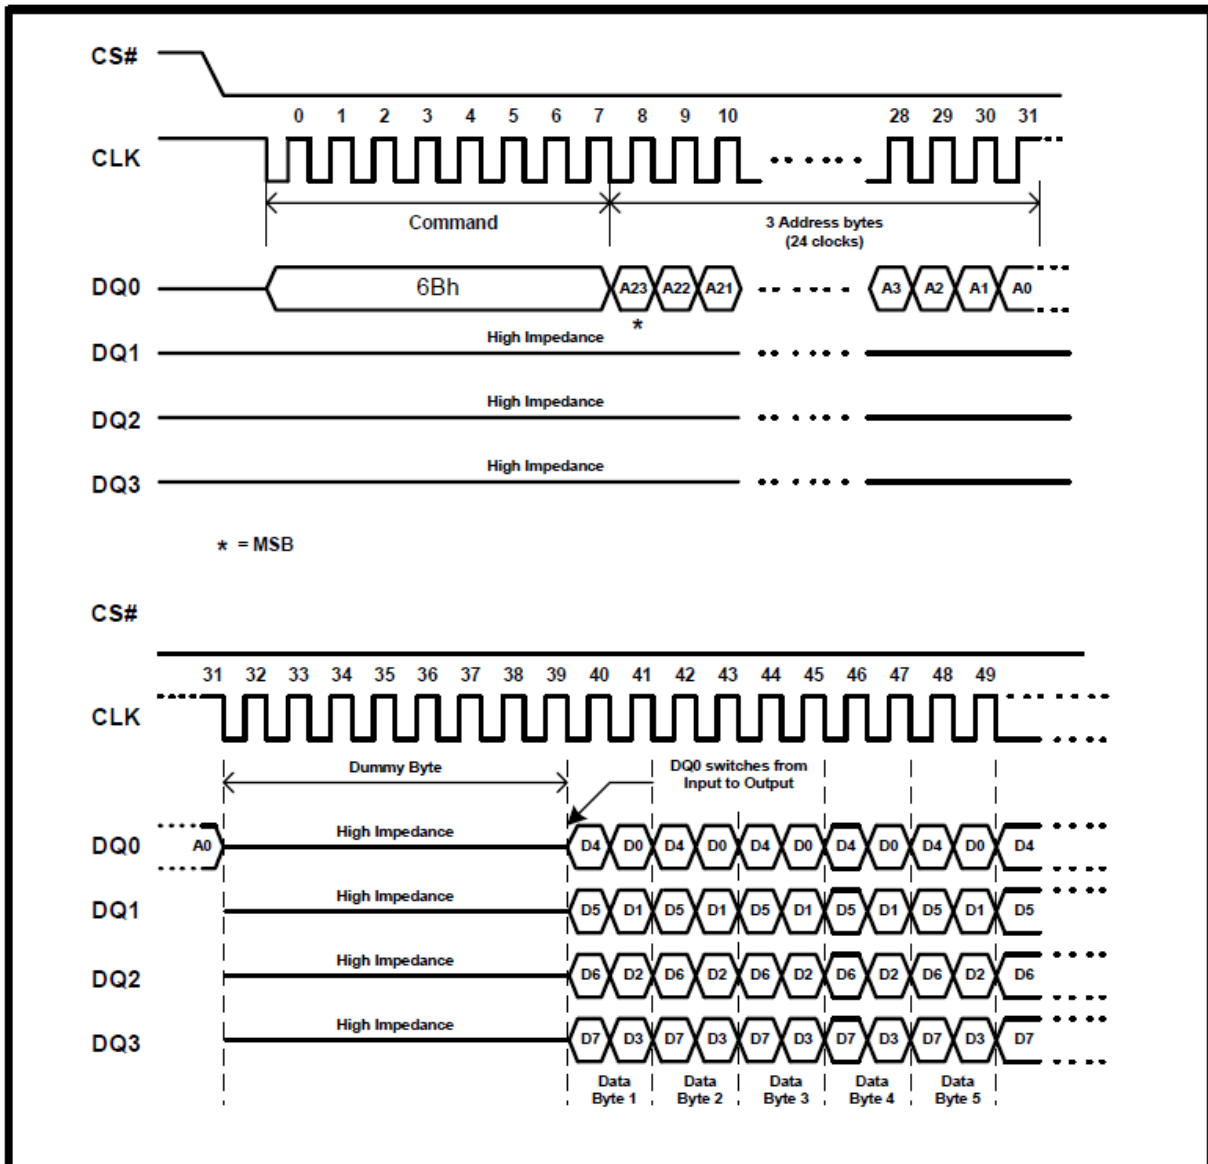 CS#
0 1 2 3 4 5 6 7 8 9 10 28 29 30 31
CLK
Command
3 Address bytes
(24 clocks)
DQ0 6Bh A23 A22 A21 A3 A2 A1 A0
*
High Impedance
DQ1
High Impedance
DQ2
High Impedance
DQ3
* = MSB
CS#
31 32 33 34 35 36 37 38 39 40 41 42 43 44 45 46 47 48 49
CLK
Dummy Byte
DQ0 switches from
Input to Output
DQ0 A0 High Impedance D4 D0 D4 D0 D4 D0 D4 D0 D4 D0 D4
DQ1 High Impedance D5 D1 D5 D1 D5 D1 D5 D1 D5 D1 D5
DQ2 High Impedance D6 D2 D6 D2 D6 D2 D6 D2 D6 D2 D6
DQ3 High Impedance D7 D3 D7 D3 D7 D3 D7 D3 D7 D3 D7
Data Data Data Data Data
Byte 1 Byte 2 Byte 3 Byte 4 Byte 5